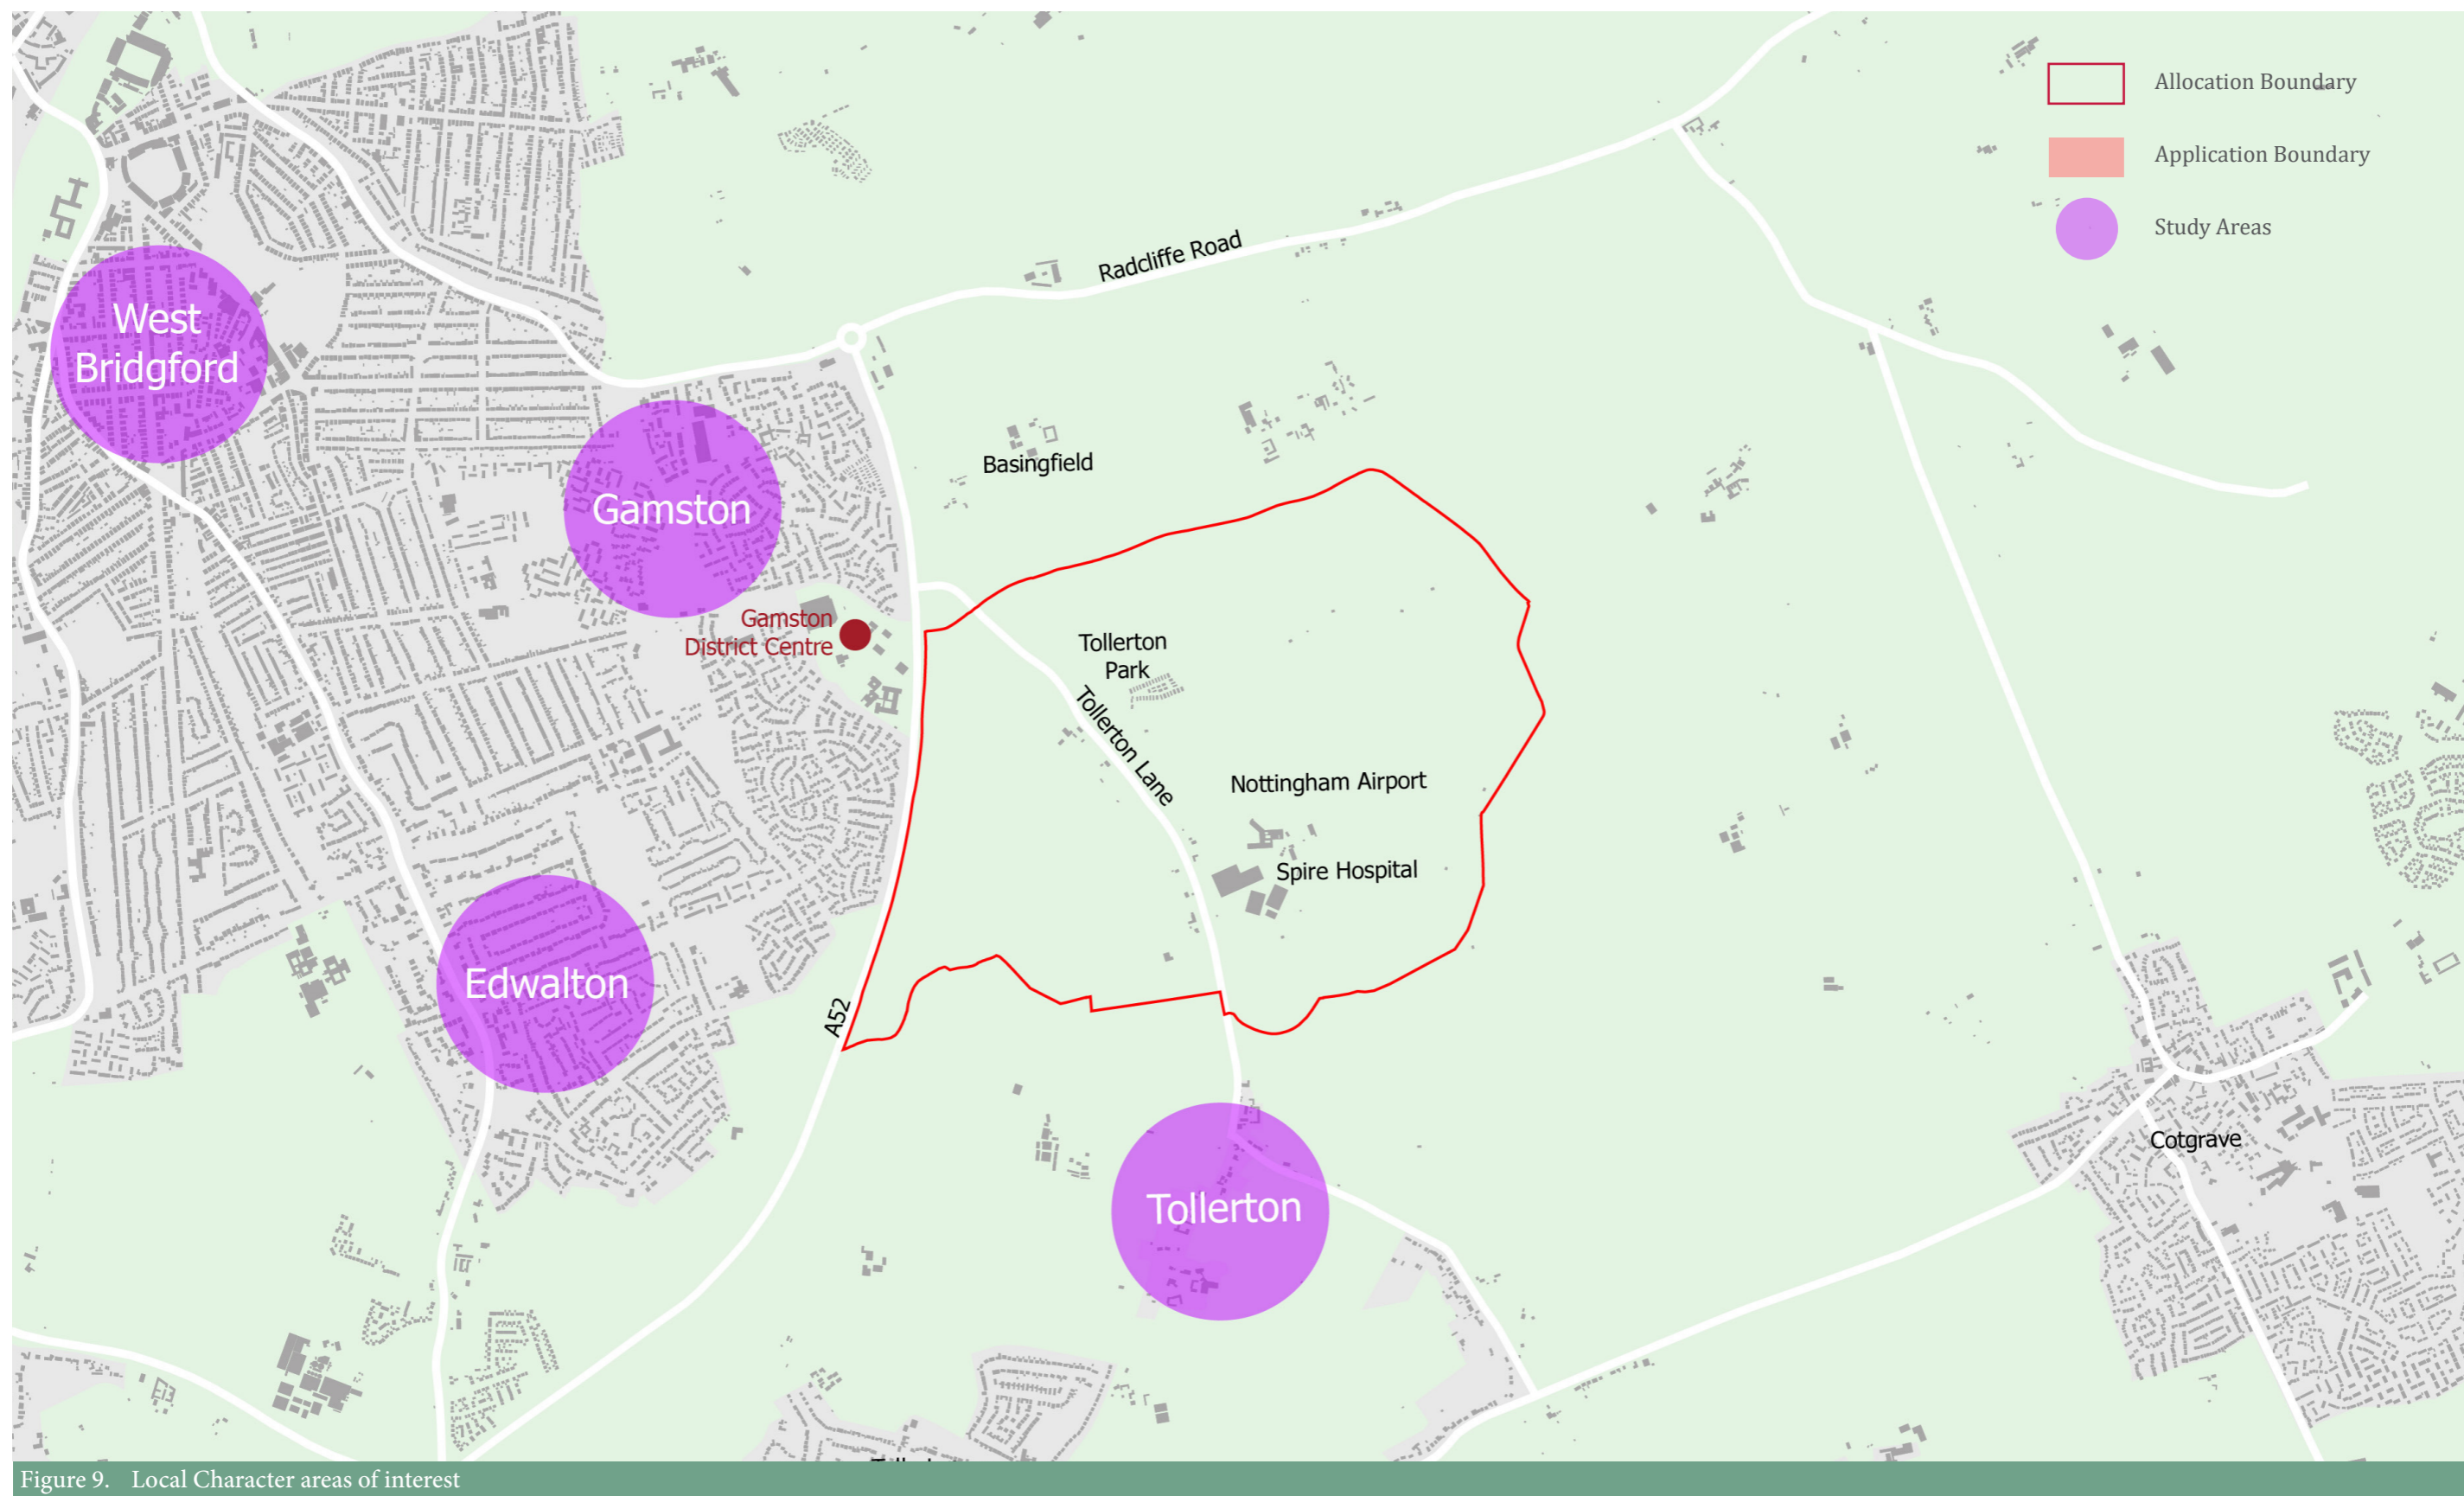 Allocation Boundary
Application Boundary
Study Areas
Radcliffe Road
West
Bridgford
Basingfield
Gamston
Gamston
District Centre
Tollerton
Park
Tollerton Lane
Nottingham Airport
Spire Hospital
Edwalton
A52
Cotgrave
Tollerton
Figure 9. Local Character areas of interest